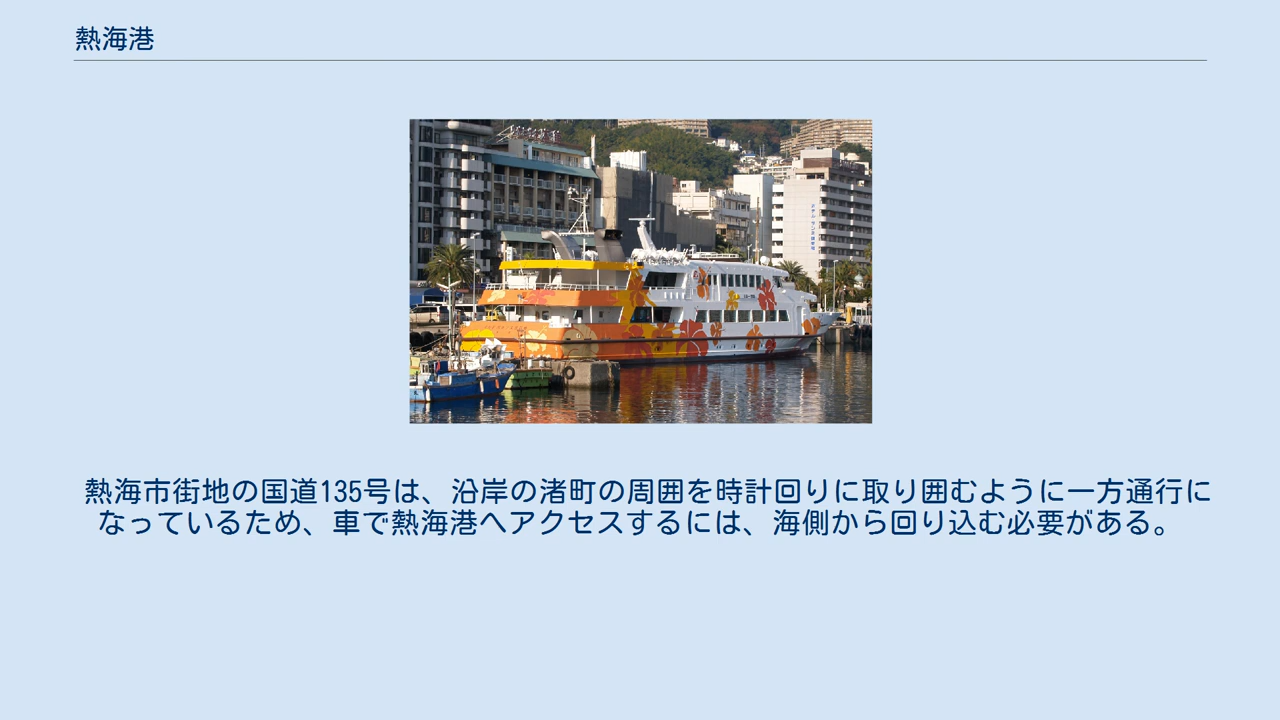 熱海港
熱海市街地の国道135号は、沿岸の渚町の周囲を時計回りに取り囲むように一方通行に
なっているため、車で熱海港へアクセスするには、海側から回り込む必要がある。